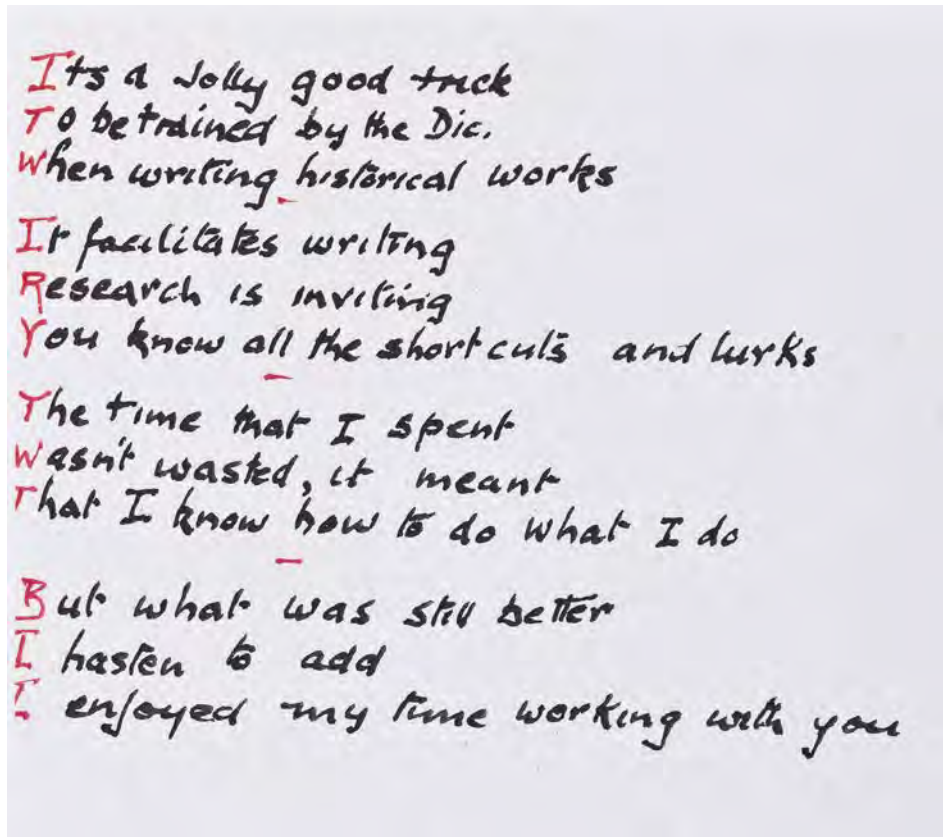 Its a Jolly good trick
To be trained by the Dic.
When writing historical works
It facilitates writing
Research is inviting
You know all the short cuts and lurks
The time that I spent
Wasn't wasted, it meant
That I know how to do what I do
But what was still better
I hasten to add
I enjoyed my time working with you